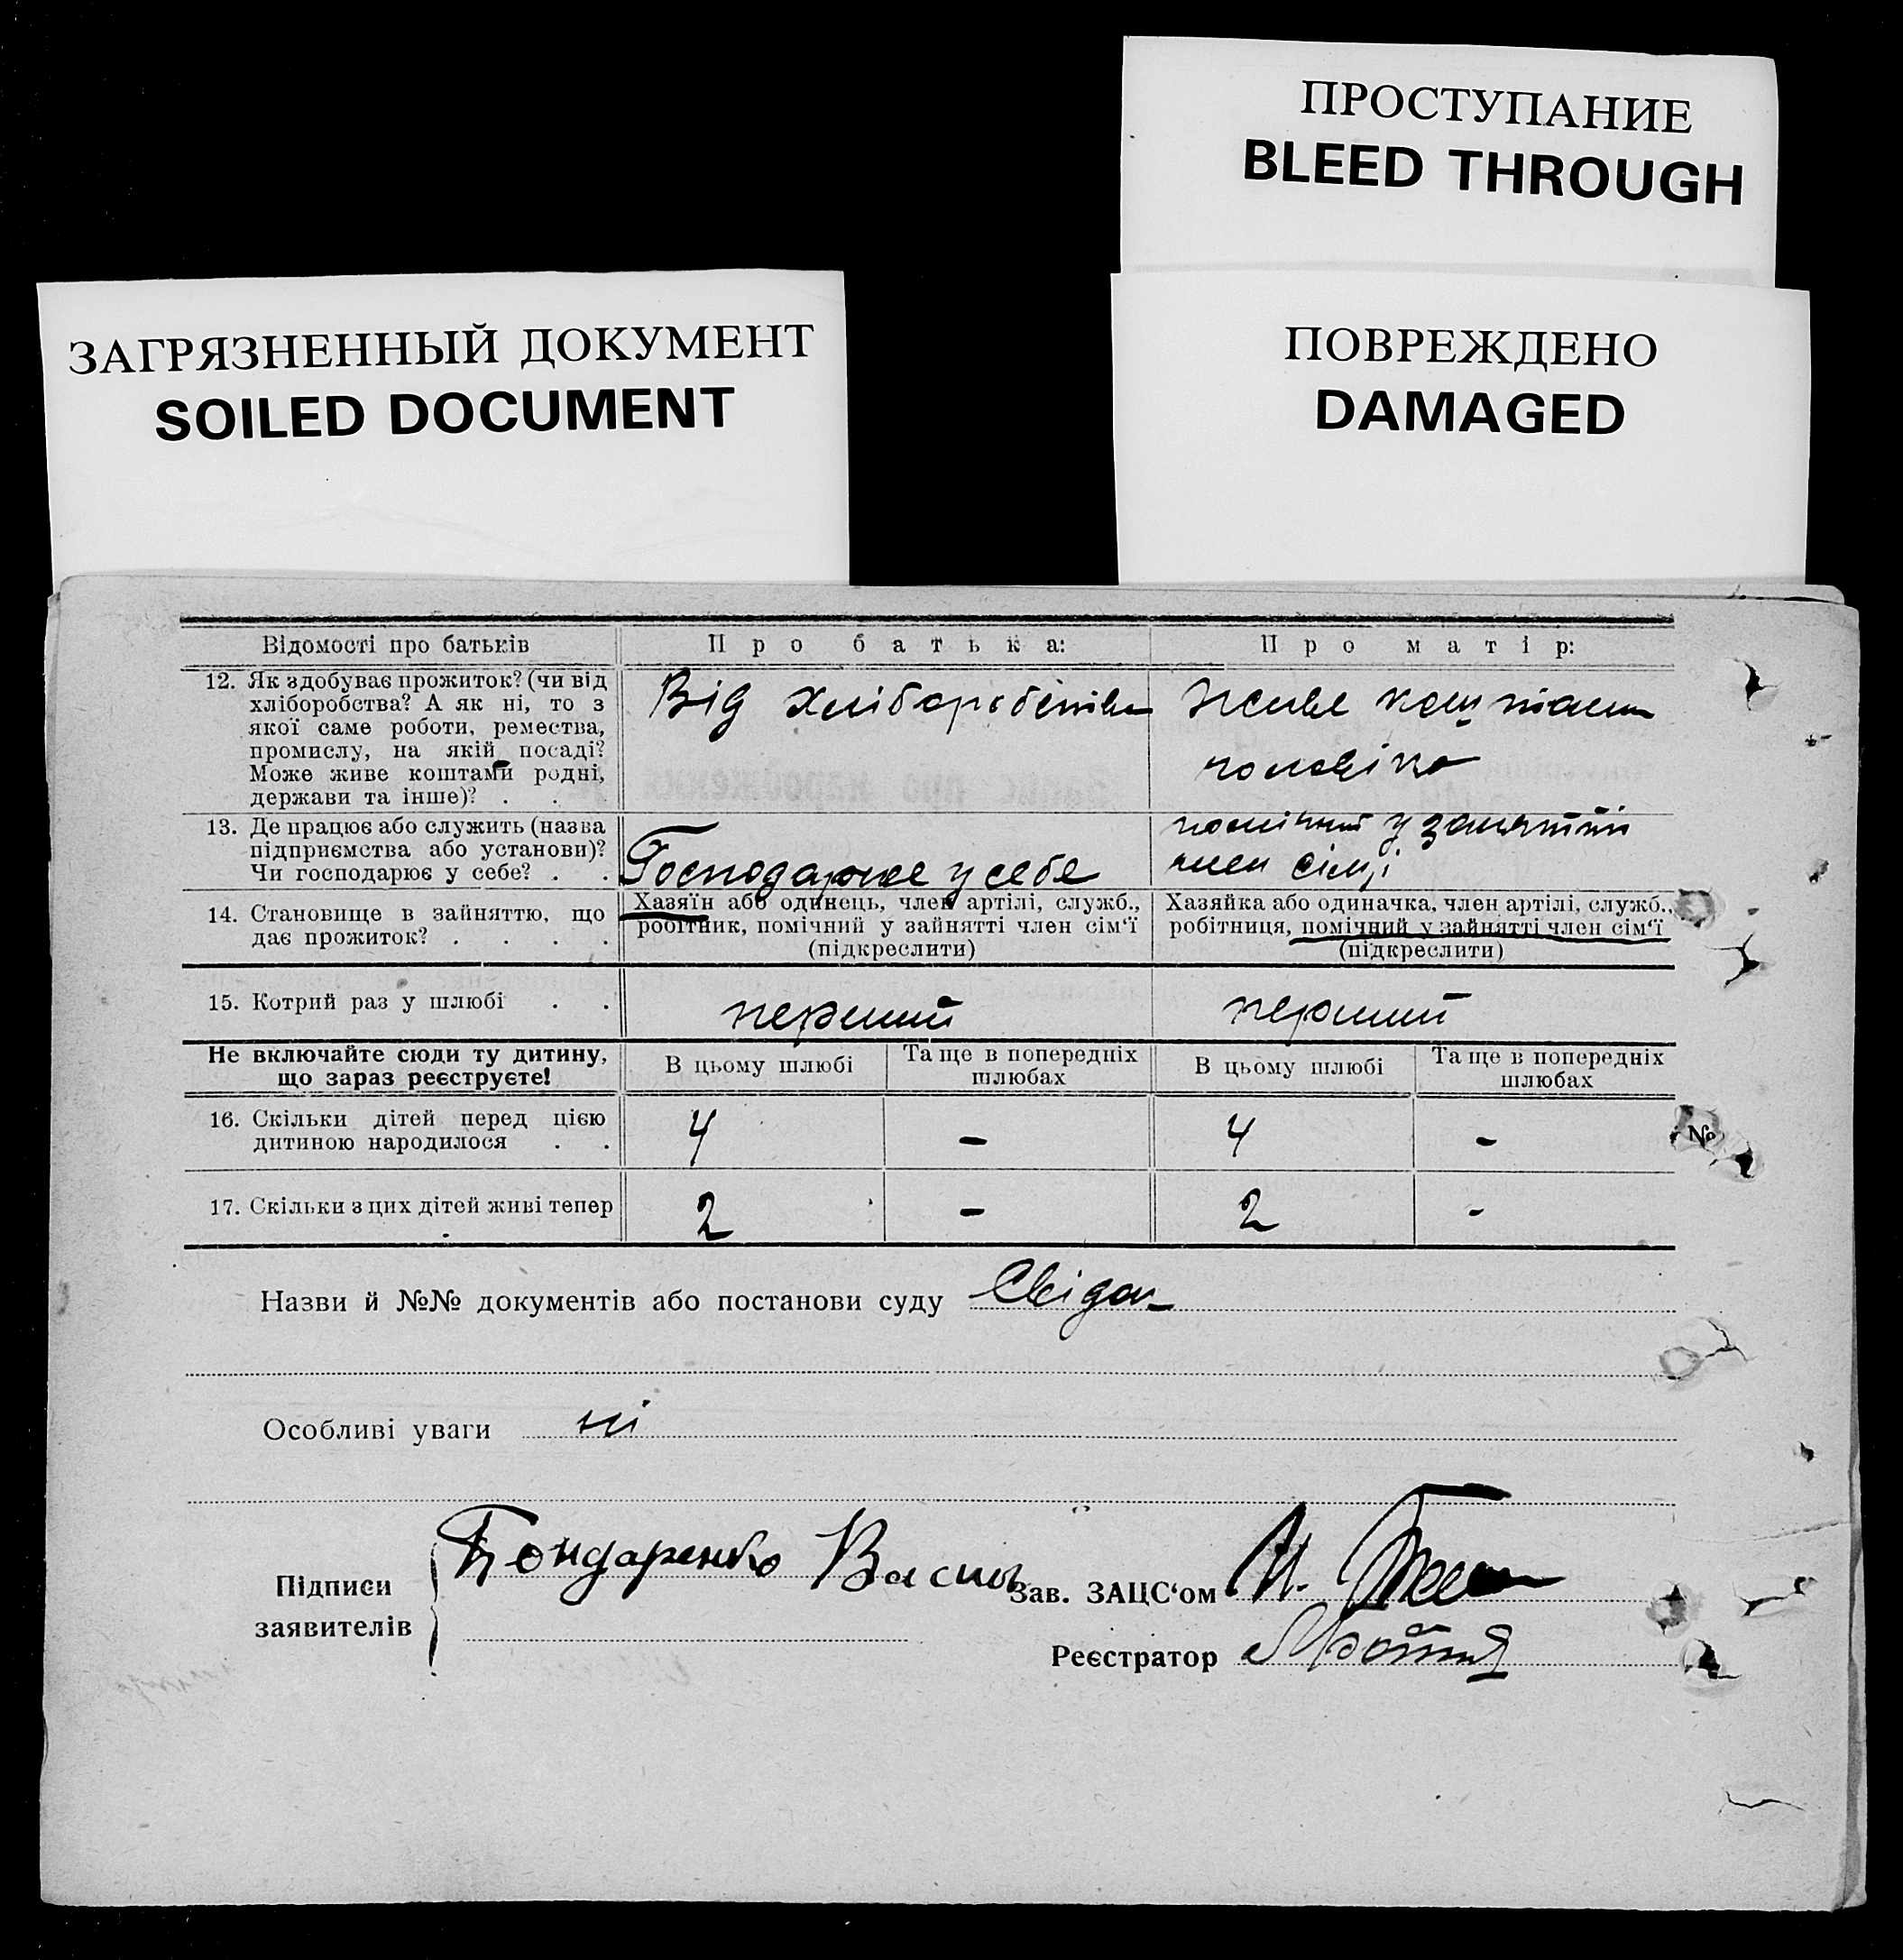 ПРОСТУПАНИЕ
BLEED THROUGH
ЗАГРЯЗНЕННЫЙ ДОКУМЕНТ
SOILED DOCUMENT
ПОВРЕЖДЕНО
DAMAGED
Відомості про батьків
Про батька:
Про матір:
12. Як здобуває прожиток? (чи від
хліборобства? А як ні, то з
якої саме роботи, ремества,
промислу, на якій посаді?
Може живе коштами родні,
держави та інше)? . . .
Від хліборобства
живе коштами
чоловіка
13. Де працює або служить (назва
підприємства або установи)?
Чи господарює у себе? . .
Господарює у себе
помічний у занятті
член сімї
14. Становище в зайняттю, що
дає прожиток? . . . .
Хазяїн або одинець, член артілі, служб.,
робітник, помічний у зайнятті член сім‘ї
(підкреслити)
Хазяйка або одиначка, член артілі, служб.,
робітниця, помічний у зайнятті член сім‘ї
(підкреслити)
15. Котрий раз у шлюбі . .
перший
перший
Не включайте сюди ту дитину,
що зараз реєструєте!
В цьому шлюбі
Та ще в попередніх
шлюбах
В цьому шлюбі
Та ще в попередніх
шлюбах
16. Скільки дітей перед цією
дитиною народилося . .
4
-
4
-
№
17. Скільки з цих дітей живі тепер
2
-
2
-
Назви й №№ документів або постанови суду
Особливі уваги ні
Підписи
заявителів
Бондаренко
Зав. ЗАЦС‘ом
Реєстратор